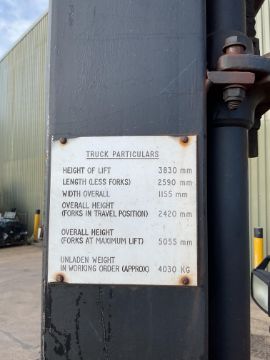 TRUCK PARTICULARS
HEIGHT OF LIFT 3830 mm
LENGTH (LESS FORKS) 2590 mm
WIDTH OVERALL 1155 mm
OVERALL HEIGHT
(FORKS IN TRAVEL POSITION) 2420 mm
OVERALL HEIGHT
(FORKS AT MAXIMUM LIFT) 5055 mm
UNLADEN WEIGHT
IN WORKING ORDER (APPROX) 4030 KG